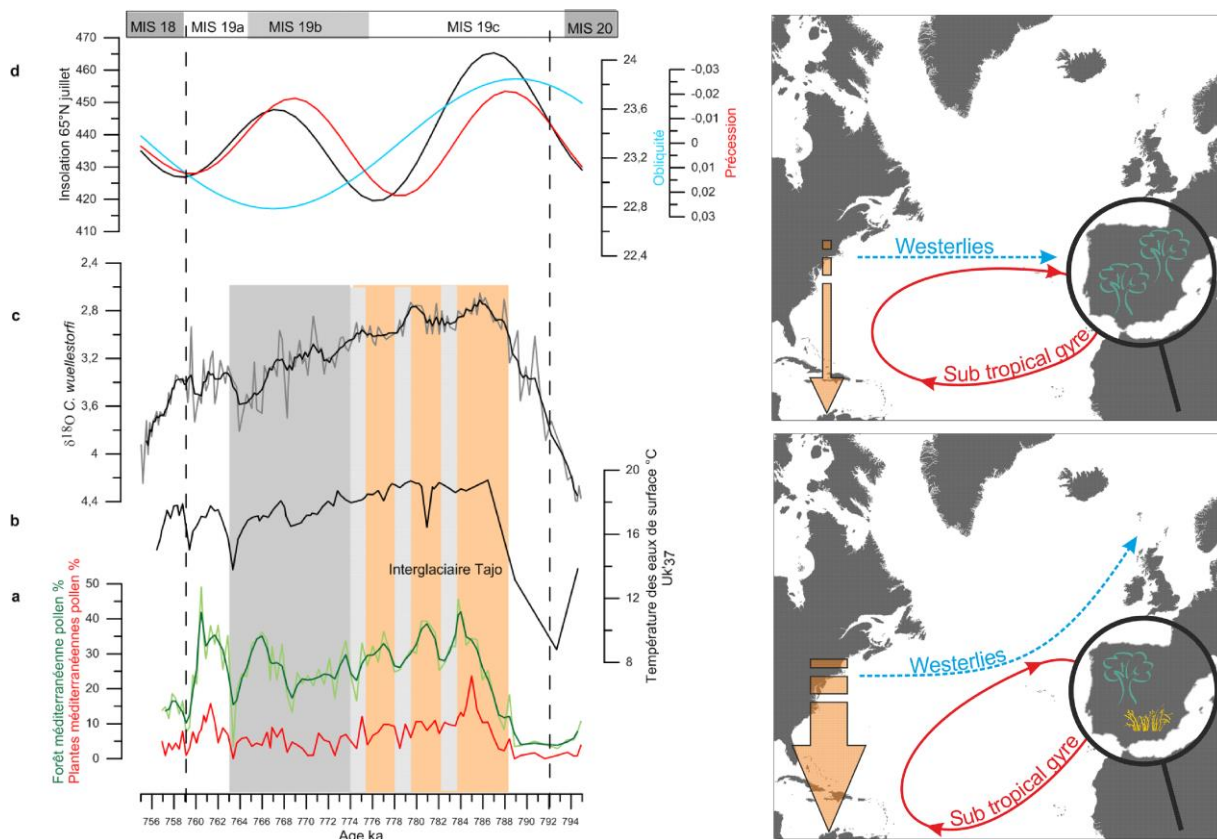 MIS 18 MIS 19a MIS 19b MIS 19c MIS 20
d
470
460
450
440
430
420
410
Insolation 65°N juillet
24
23.6
23.2
22.8
22.4
Obliquité
-0,03
-0,02
-0,01
0
0,01
0,02
0,03
Précession
c
2,4
2,8
3,2
3,6
4
4,4
δ18O C. wuellestorfi
b
20
16
12
8
Température des eaux de surface °C
UK'37
Interglaciaire Tajo
a
50
40
30
20
10
0
Forêt méditerranéenne pollen %
Plantes méditerranéennes pollen %
756 758 760 762 764 766 768 770 772 774 776 778 780 782 784 786 788 790 792 794
Age ka
Westerlies
Sub tropical gyre
Westerlies
Sub tropical gyre